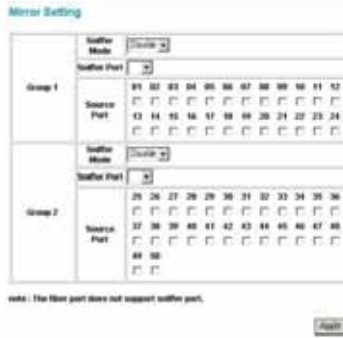 Mirror Setting
Group 1
Sniffer Mode
Disable
Sniffer Port
Source Port
01 02 03 04 05 06 07 08 09 10 11 12
13 14 15 16 17 18 19 20 21 22 23 24
Group 2
Sniffer Mode
Disable
Sniffer Port
Source Port
25 26 27 28 29 30 31 32 33 34 35 36
37 38 39 40 41 42 43 44 45 46 47 48
49 50
note : The fiber port does not support sniffer port.
Apply